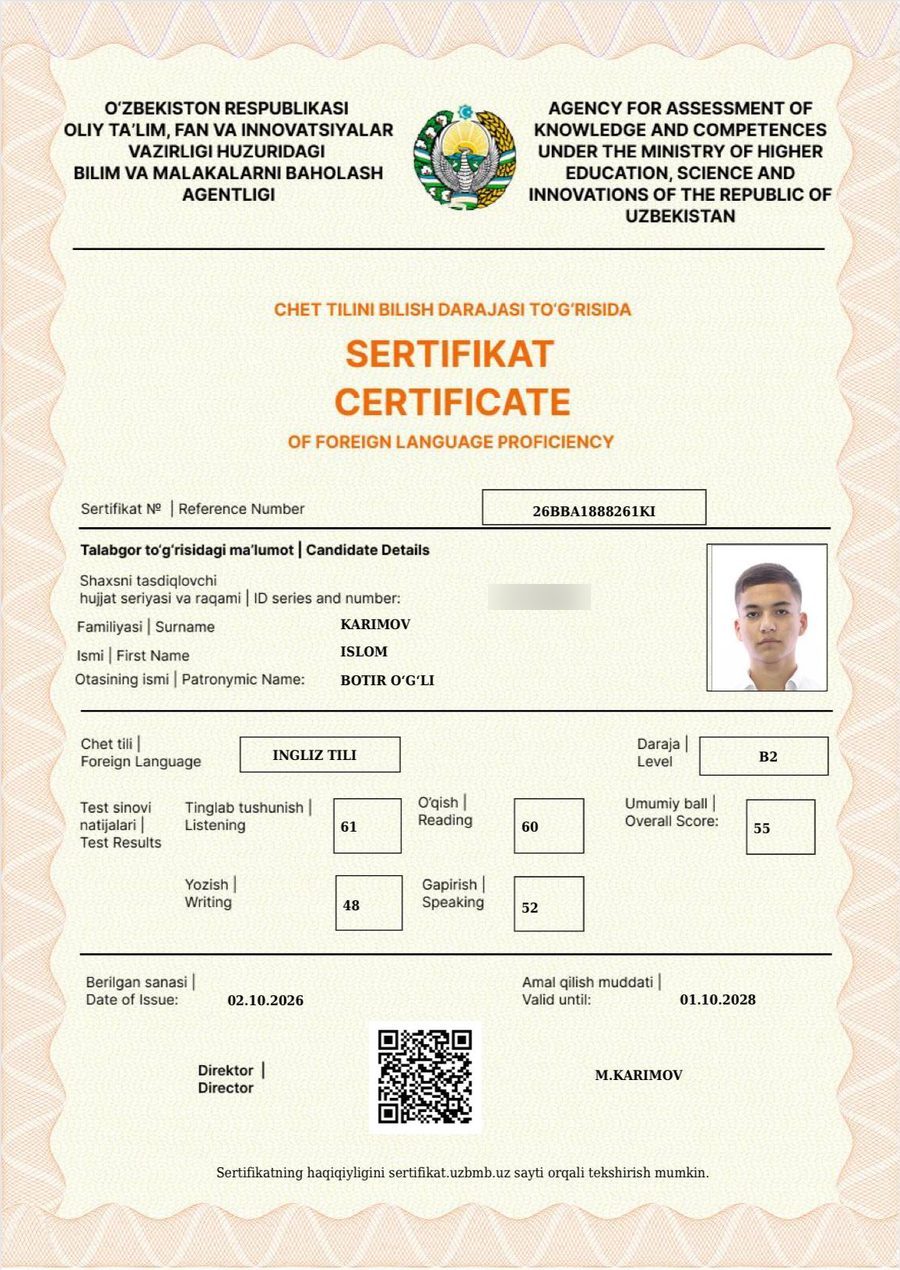 O‘ZBEKISTON RESPUBLIKASI
OLIY TA’LIM, FAN VA INNOVATSIYALAR
VAZIRLIGI HUZURIDAGI
BILIM VA MALAKALARNI BAHOLASH
AGENTLIGI
AGENCY FOR ASSESSMENT OF
KNOWLEDGE AND COMPETENCES
UNDER THE MINISTRY OF HIGHER
EDUCATION, SCIENCE AND
INNOVATIONS OF THE REPUBLIC OF
UZBEKISTAN
CHET TILINI BILISH DARAJASI TO‘G‘RISIDA
SERTIFIKAT
CERTIFICATE
OF FOREIGN LANGUAGE PROFICIENCY
Sertifikat № | Reference Number
26BBA1888261KI
Talabgor to‘g‘risidagi ma’lumot | Candidate Details
Shaxsni tasdiqlovchi
hujjat seriyasi va raqami | ID series and number:
Familiyasi | Surname
KARIMOV
Ismi | First Name
ISLOM
Otasining ismi | Patronymic Name:
BOTIR O‘G‘LI
Chet tili |
Foreign Language
INGLIZ TILI
Daraja |
Level
B2
Test sinovi
natijalari |
Test Results
Tinglab tushunish |
Listening
61
O‘qish |
Reading
60
Umumiy ball |
Overall Score:
55
Yozish |
Writing
48
Gapirish |
Speaking
52
Berilgan sanasi |
Date of Issue:
02.10.2026
Amal qilish muddati |
Valid until:
01.10.2028
Direktor |
Director
M.KARIMOV
Sertifikatning haqiqiyligini sertifikat.uzbmb.uz sayti orqali tekshirish mumkin.